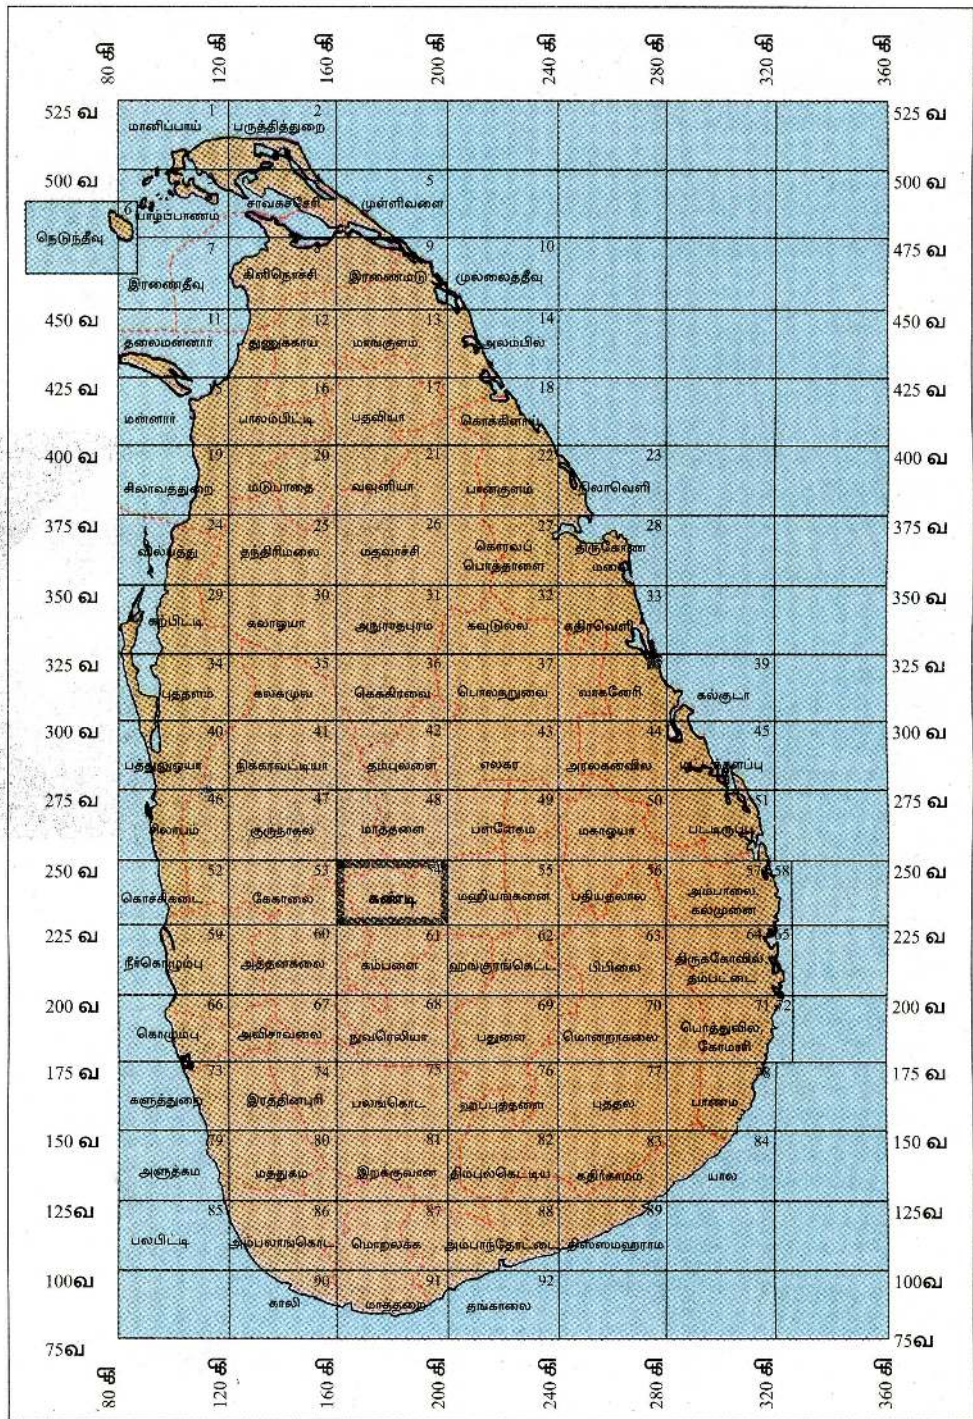 80 கி 120 கி 160 கி 200 கி 240 கி 280 கி 320 கி 360 கி
525 வ 1 2 525 வ
மானிப்பாய் பருத்தித்துறை
500 வ 5 500 வ
சாவகச்சேரி முள்ளிவளை
6 யாழ்ப்பாணம்
நெடுந்தீவு
475 வ 7 8 9 10 475 வ
இரணைதீவு கிளிநொச்சி இரணைமடு முல்லைத்தீவு
450 வ 11 12 13 14 450 வ
தலைமன்னார் துணுக்காய் மாங்குளம் அலம்பில்
425 வ 16 17 18 425 வ
மன்னார் பாலம்பிட்டி பதவியா கொக்கிளாய்
400 வ 19 20 21 22 23 400 வ
சிலாவத்துறை மடுபாதை வவுனியா பான்குளம் நிலாவெளி
375 வ 24 25 26 27 28 375 வ
வில்பத்து தந்திரிமலை மதவாச்சி கொரலப் பொத்தானை திருகோண மலை
350 வ 29 30 31 32 33 350 வ
கற்பிட்டி கலாஓயா அநுராதபுரம் கவுடுல்ல கதிரவெளி
325 வ 34 35 36 37 39 325 வ
புத்தளம் கல்கமுவ கெக்கிராவை பொலநறுவை வாகனேரி கல்குடா
300 வ 40 41 42 43 44 45 300 வ
பத்துலுஓயா நிக்கரவட்டியா தம்புள்ளை எலகர அரலகன்வில
275 வ 46 47 48 49 50 51 275 வ
சிலாபம் குருநாகல் மாத்தளை பள்ளேகம மகாஓயா பட்டிருப்பு
250 வ 52 53 55 56 57 58 250 வ
கொச்சிகடை கேகாலை கண்டி மஹியங்கனை பதியதலாவ அம்பாறை, கல்முனை
225 வ 59 60 61 62 63 64 65 225 வ
நீர்கொழும்பு அத்தனகலை கம்பளை ஹங்குரங்கெட்ட பிபிலை திருக்கோவில், தம்பட்டை
200 வ 66 67 68 69 70 71 72 200 வ
கொழும்பு அவிசாவலை நுவரெலியா பதுளை மொனறாகலை பொத்துவில், கோமாரி
175 வ 73 74 75 76 77 78 175 வ
களுத்துறை இரத்தினபுரி பலங்கொட ஹப்புத்தளை புத்தல பாணம
150 வ 79 80 81 82 83 84 150 வ
அளுத்கம மத்துகம இறக்குவான திம்புல்கெட்டிய கதிர்காமம் யால
125வ 85 86 87 88 89 125வ
பலபிட்டி அம்பலாங்கொட மொறவக்க அம்பாந்தோட்டை திஸ்ஸமஹராம
100வ 90 91 92 100வ
காலி மாத்தறை தங்காலை
75வ 75வ
80 கி 120 கி 160 கி 200 கி 240 கி 280 கி 320 கி 360 கி